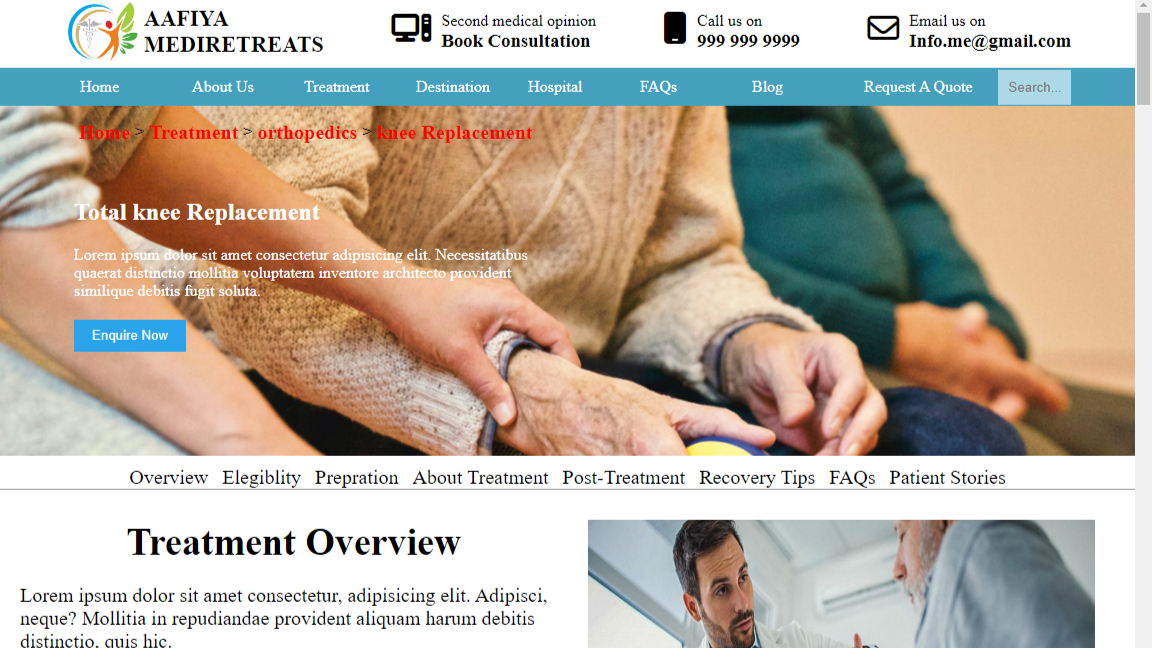 AAFIYA
MEDIRETREATS
Second medical opinion
Book Consultation
Call us on
999 999 9999
Email us on
Info.me@gmail.com
Home About Us Treatment Destination Hospital FAQs Blog Request A Quote Search...
Home > Treatment > orthopedics > knee Replacement
Total knee Replacement
Lorem ipsum dolor sit amet consectetur adipisicing elit. Necessitatibus
quaerat distinctio mollitia voluptatem inventore architecto provident
similique debitis fugit soluta.
Enquire Now
Overview Elegiblity Prepration About Treatment Post-Treatment Recovery Tips FAQs Patient Stories
Treatment Overview
Lorem ipsum dolor sit amet consectetur, adipisicing elit. Adipisci,
neque? Mollitia in repudiandae provident aliquam harum debitis
distinctio, quis hic.